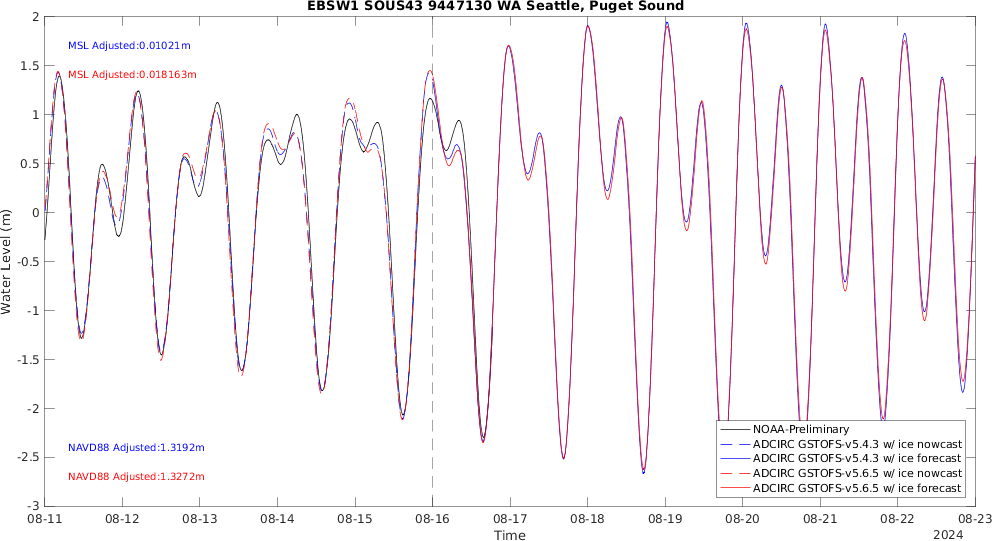 EBSW1 SOUS43 9447130 WA Seattle, Puget Sound
2
1.5
1
0.5
0
-0.5
-1
-1.5
-2
-2.5
-3
Water Level (m)
MSL Adjusted:0.01021m
MSL Adjusted:0.018163m
NAVD88 Adjusted:1.3192m
NAVD88 Adjusted:1.3272m
NOAA-Preliminary
ADCIRC GSTOFS-v5.4.3 w/ ice nowcast
ADCIRC GSTOFS-v5.4.3 w/ ice forecast
ADCIRC GSTOFS-v5.6.5 w/ ice nowcast
ADCIRC GSTOFS-v5.6.5 w/ ice forecast
08-11 08-12 08-13 08-14 08-15 08-16 08-17 08-18 08-19 08-20 08-21 08-22 08-23
Time
2024